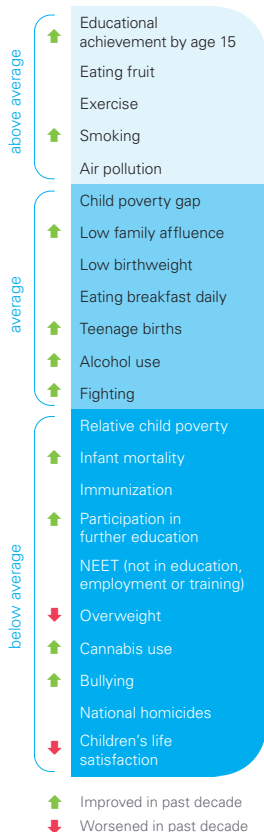 above average
Educational
achievement by age 15
Eating fruit
Exercise
Smoking
Air pollution
average
Child poverty gap
Low family affluence
Low birthweight
Eating breakfast daily
Teenage births
Alcohol use
Fighting
below average
Relative child poverty
Infant mortality
Immunization
Participation in
further education
NEET (not in education,
employment or training)
Overweight
Cannabis use
Bullying
National homicides
Children's life
satisfaction
Improved in past decade
Worsened in past decade